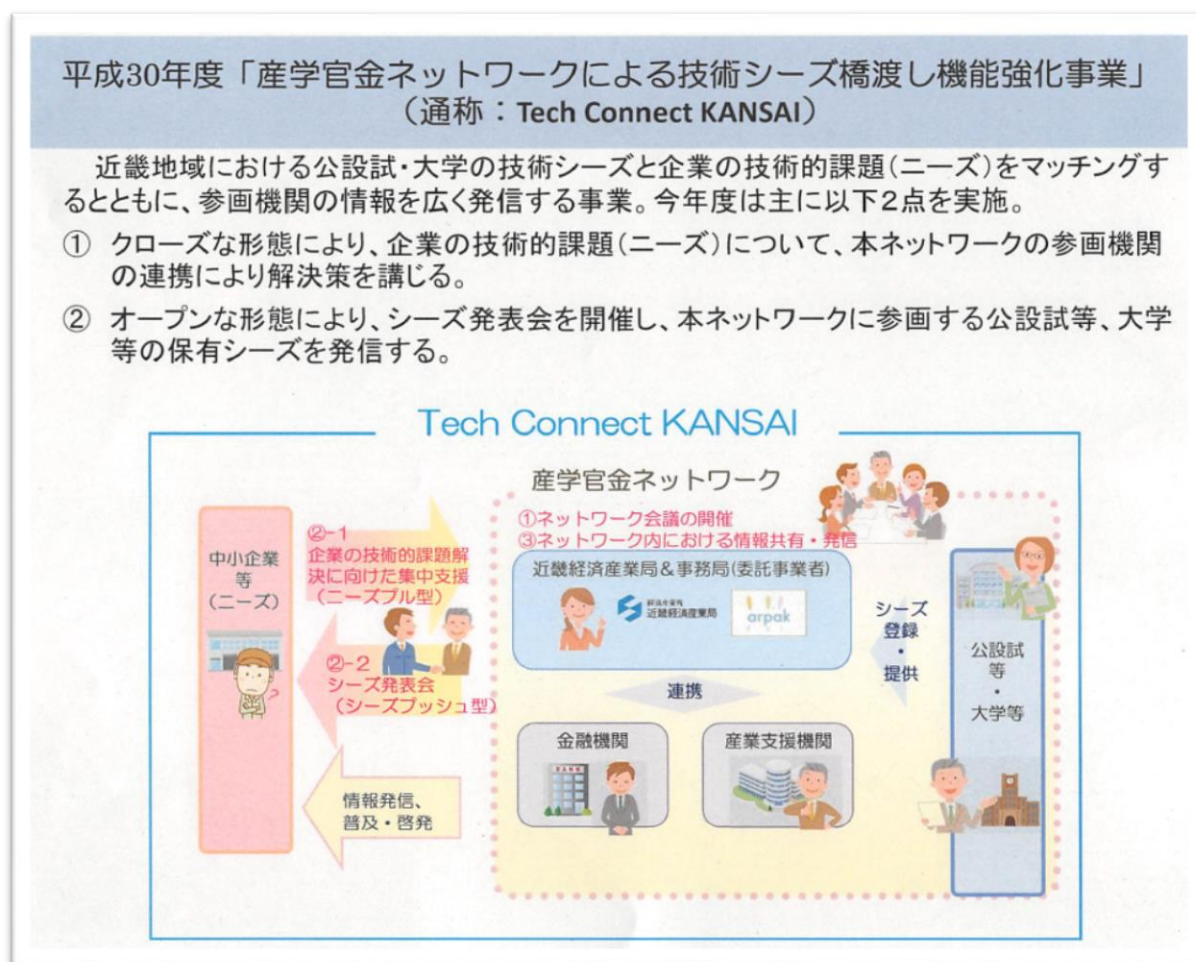 平成30年度「産学官金ネットワークによる技術シーズ橋渡し機能強化事業」
（通称：Tech Connect KANSAI）
近畿地域における公設試・大学の技術シーズと企業の技術的課題（ニーズ）をマッチングす
るとともに、参画機関の情報を広く発信する事業。今年度は主に以下２点を実施。
① クローズな形態により、企業の技術的課題（ニーズ）について、本ネットワークの参画機関
の連携により解決策を講じる。
② オープンな形態により、シーズ発表会を開催し、本ネットワークに参画する公設試等、大学
等の保有シーズを発信する。
Tech Connect KANSAI
産学官金ネットワーク
①ネットワーク会議の開催
③ネットワーク内における情報共有・発信
中小企業
等
（ニーズ）
②-1
企業の技術的課題解
決に向けた集中支援
（ニーズプル型）
②-2
シーズ発表会
（シーズプッシュ型）
情報発信、
普及・啓発
近畿経済産業局＆事務局(委託事業者)
経済産業省
近畿経済産業局
arpak
連携
金融機関
BANK
産業支援機関
シーズ
登録
・
提供
公設試
等
・
大学等